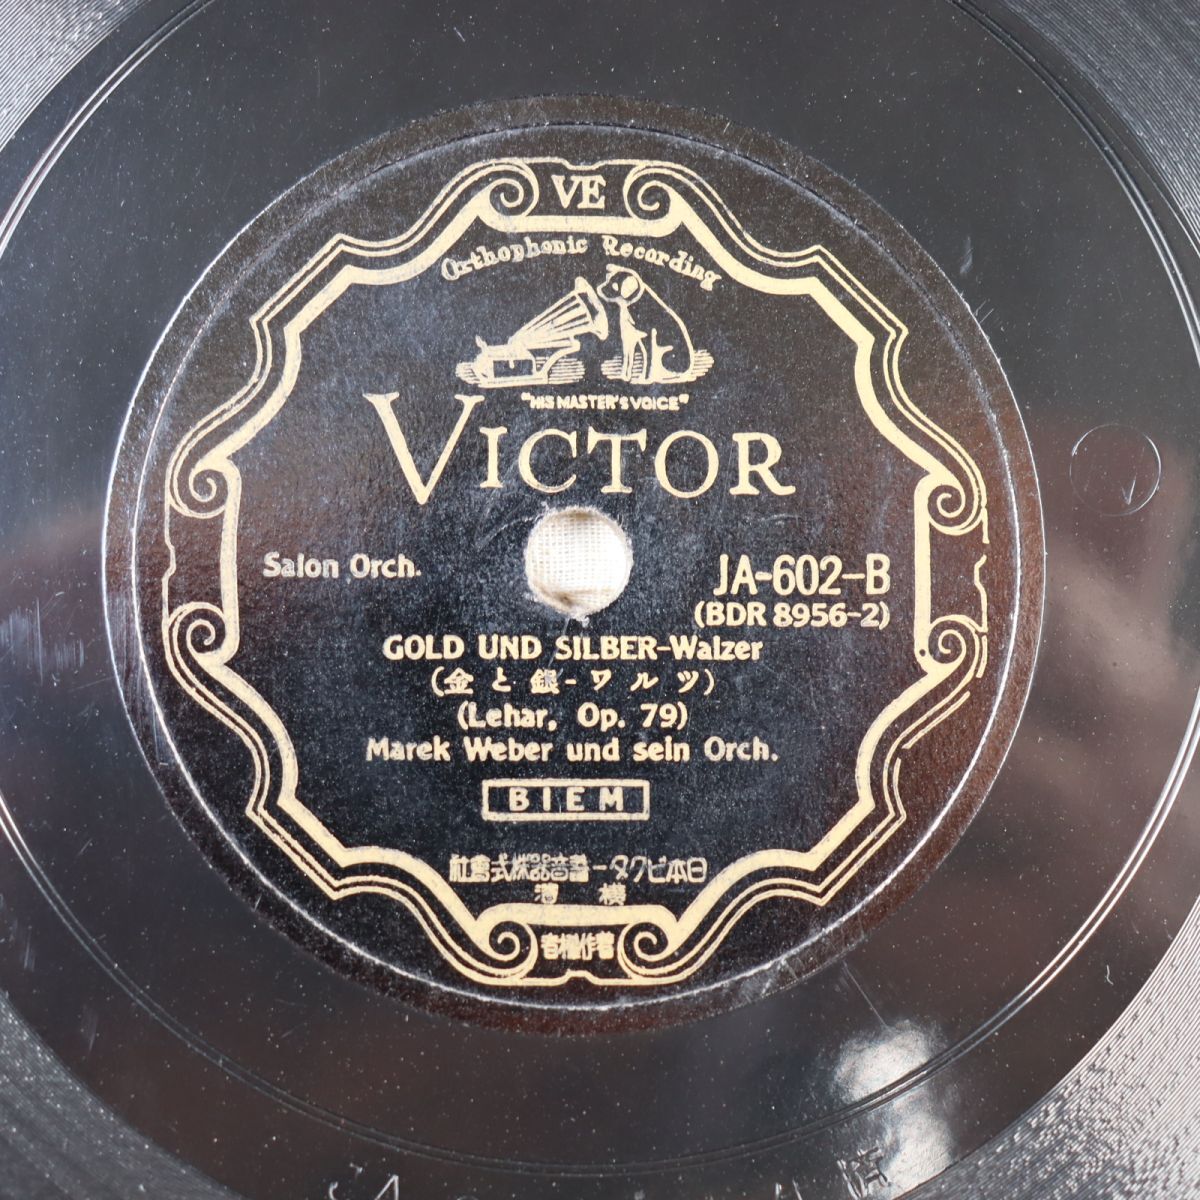 VE
Orthophonic Recording
"HIS MASTER'S VOICE"
VICTOR
Salon Orch.
JA-602-B
(BDR 8956-2)
GOLD UND SILBER-Walzer
(金と銀-ワルツ)
(Lehar, Op. 79)
Marek Weber und sein Orch.
BIEM
社會式株器音蓄ータクビ本日
濱 横
者權作著